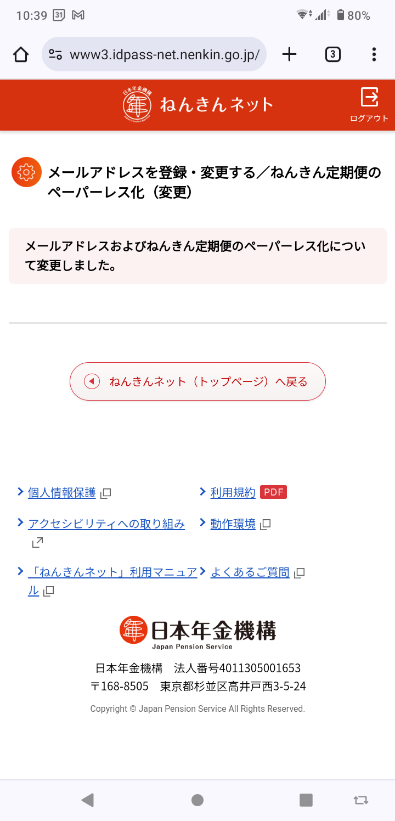 10:39 31 80%
www3.idpass-net.nenkin.go.jp/ 3
日本年金機構
ねんきんネット
ログアウト
メールアドレスを登録・変更する／ねんきん定期便の
ペーパーレス化（変更）
メールアドレスおよびねんきん定期便のペーパーレス化につい
て変更しました。
ねんきんネット（トップページ）へ戻る
個人情報保護 利用規約 PDF
アクセシビリティへの取り組み 動作環境
「ねんきんネット」利用マニュア よくあるご質問
ル
日本年金機構
Japan Pension Service
日本年金機構　法人番号4011305001653
〒168-8505　東京都杉並区高井戸西3-5-24
Copyright © Japan Pension Service All Rights Reserved.